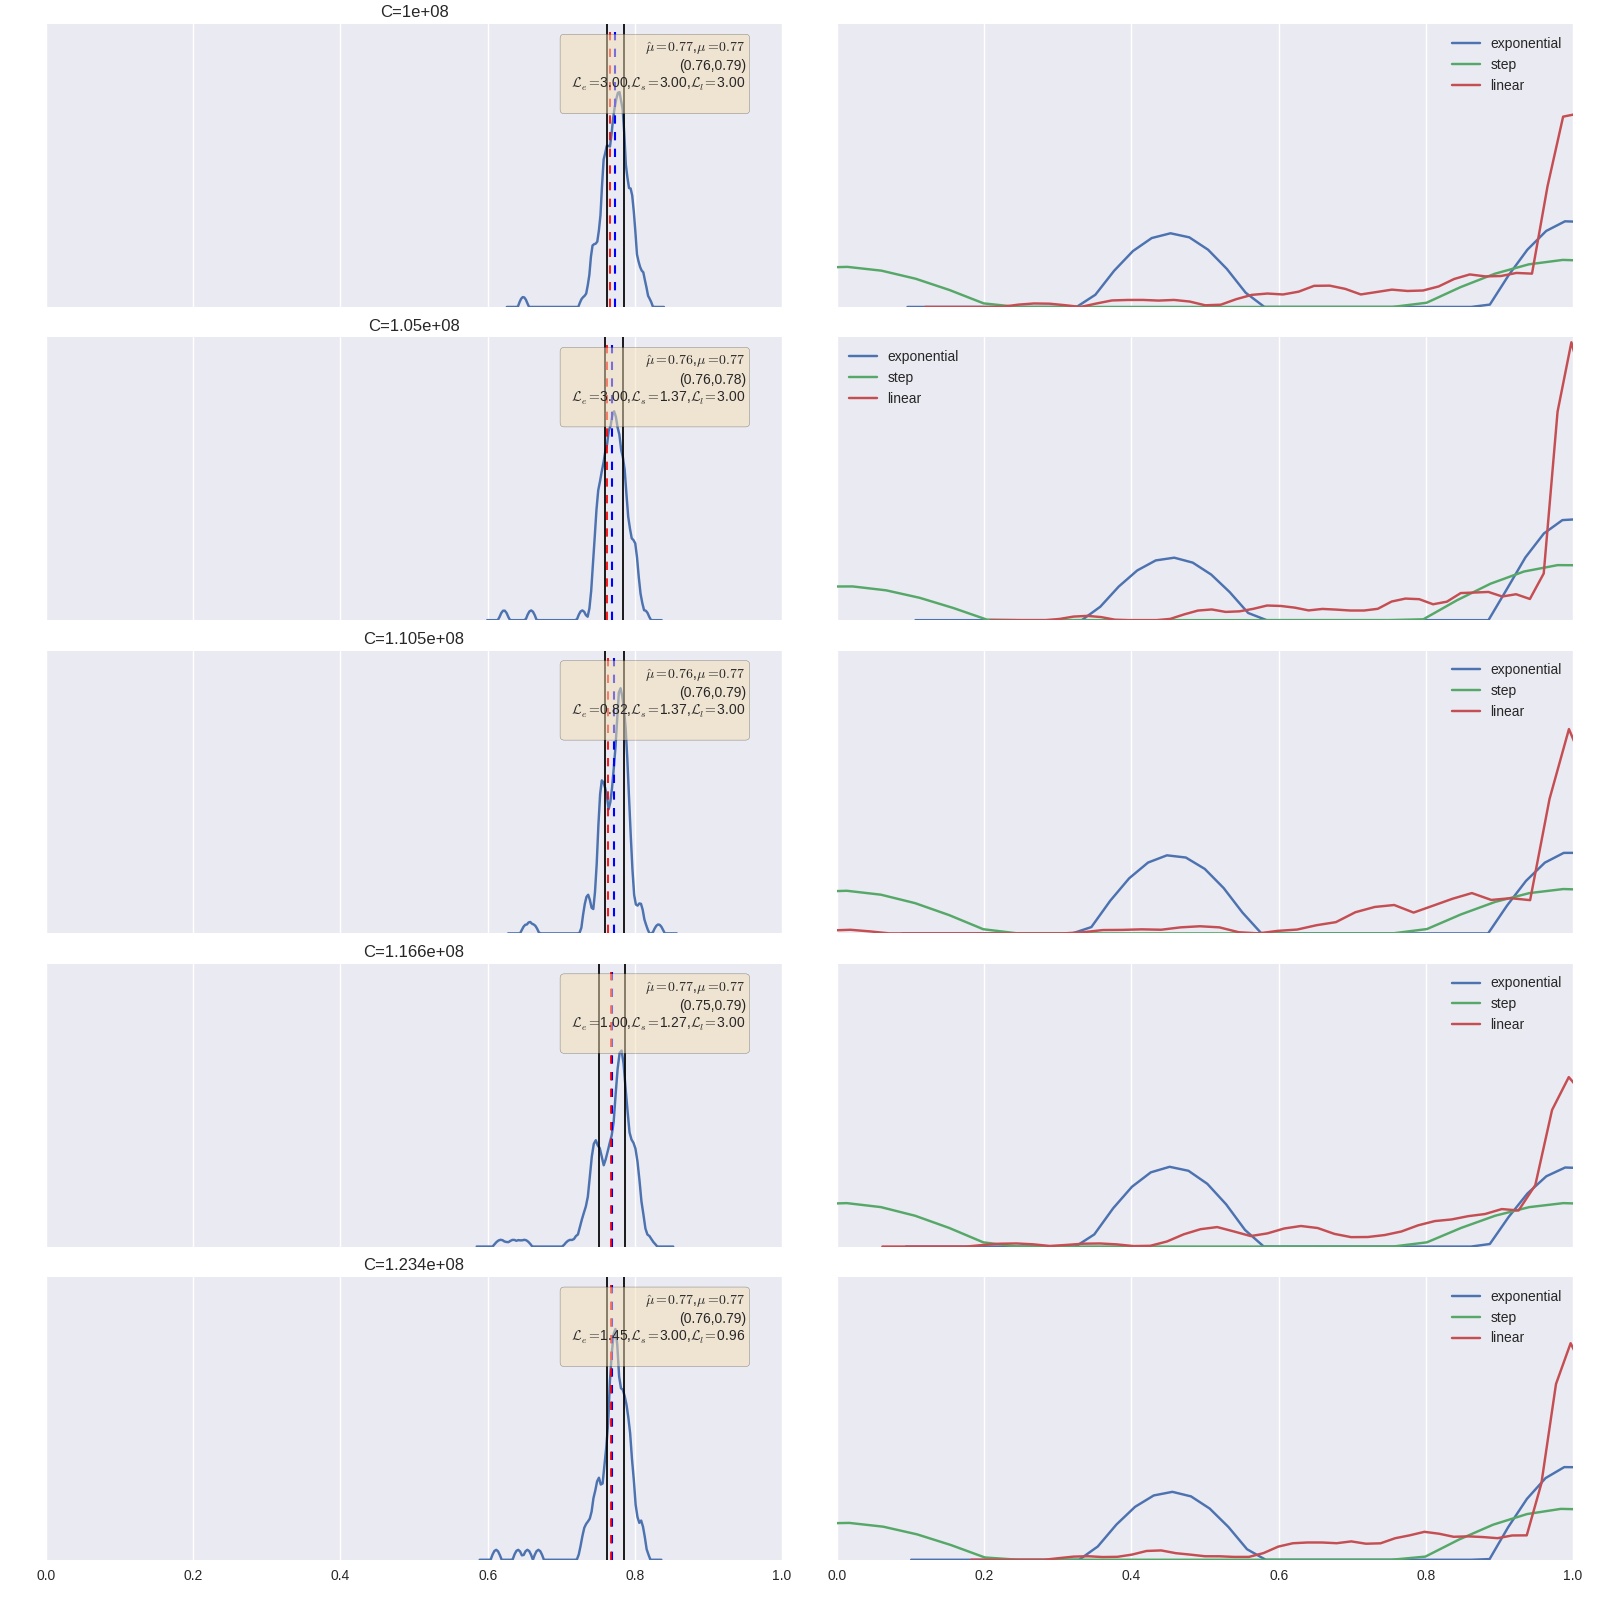 C=1e+08
μ̂=0.77,μ=0.77
(0.76,0.79)
ℒₑ=3.00,ℒₛ=3.00,ℒₗ=3.00
exponential
step
linear
C=1.05e+08
μ̂=0.76,μ=0.77
(0.76,0.78)
ℒₑ=3.00,ℒₛ=1.37,ℒₗ=3.00
exponential
step
linear
C=1.105e+08
μ̂=0.76,μ=0.77
(0.76,0.79)
ℒₑ=0.82,ℒₛ=1.37,ℒₗ=3.00
exponential
step
linear
C=1.166e+08
μ̂=0.77,μ=0.77
(0.75,0.79)
ℒₑ=1.00,ℒₛ=1.27,ℒₗ=3.00
exponential
step
linear
C=1.234e+08
μ̂=0.77,μ=0.77
(0.76,0.79)
ℒₑ=1.45,ℒₛ=3.00,ℒₗ=0.96
exponential
step
linear
0.0 0.2 0.4 0.6 0.8 1.0
0.0 0.2 0.4 0.6 0.8 1.0